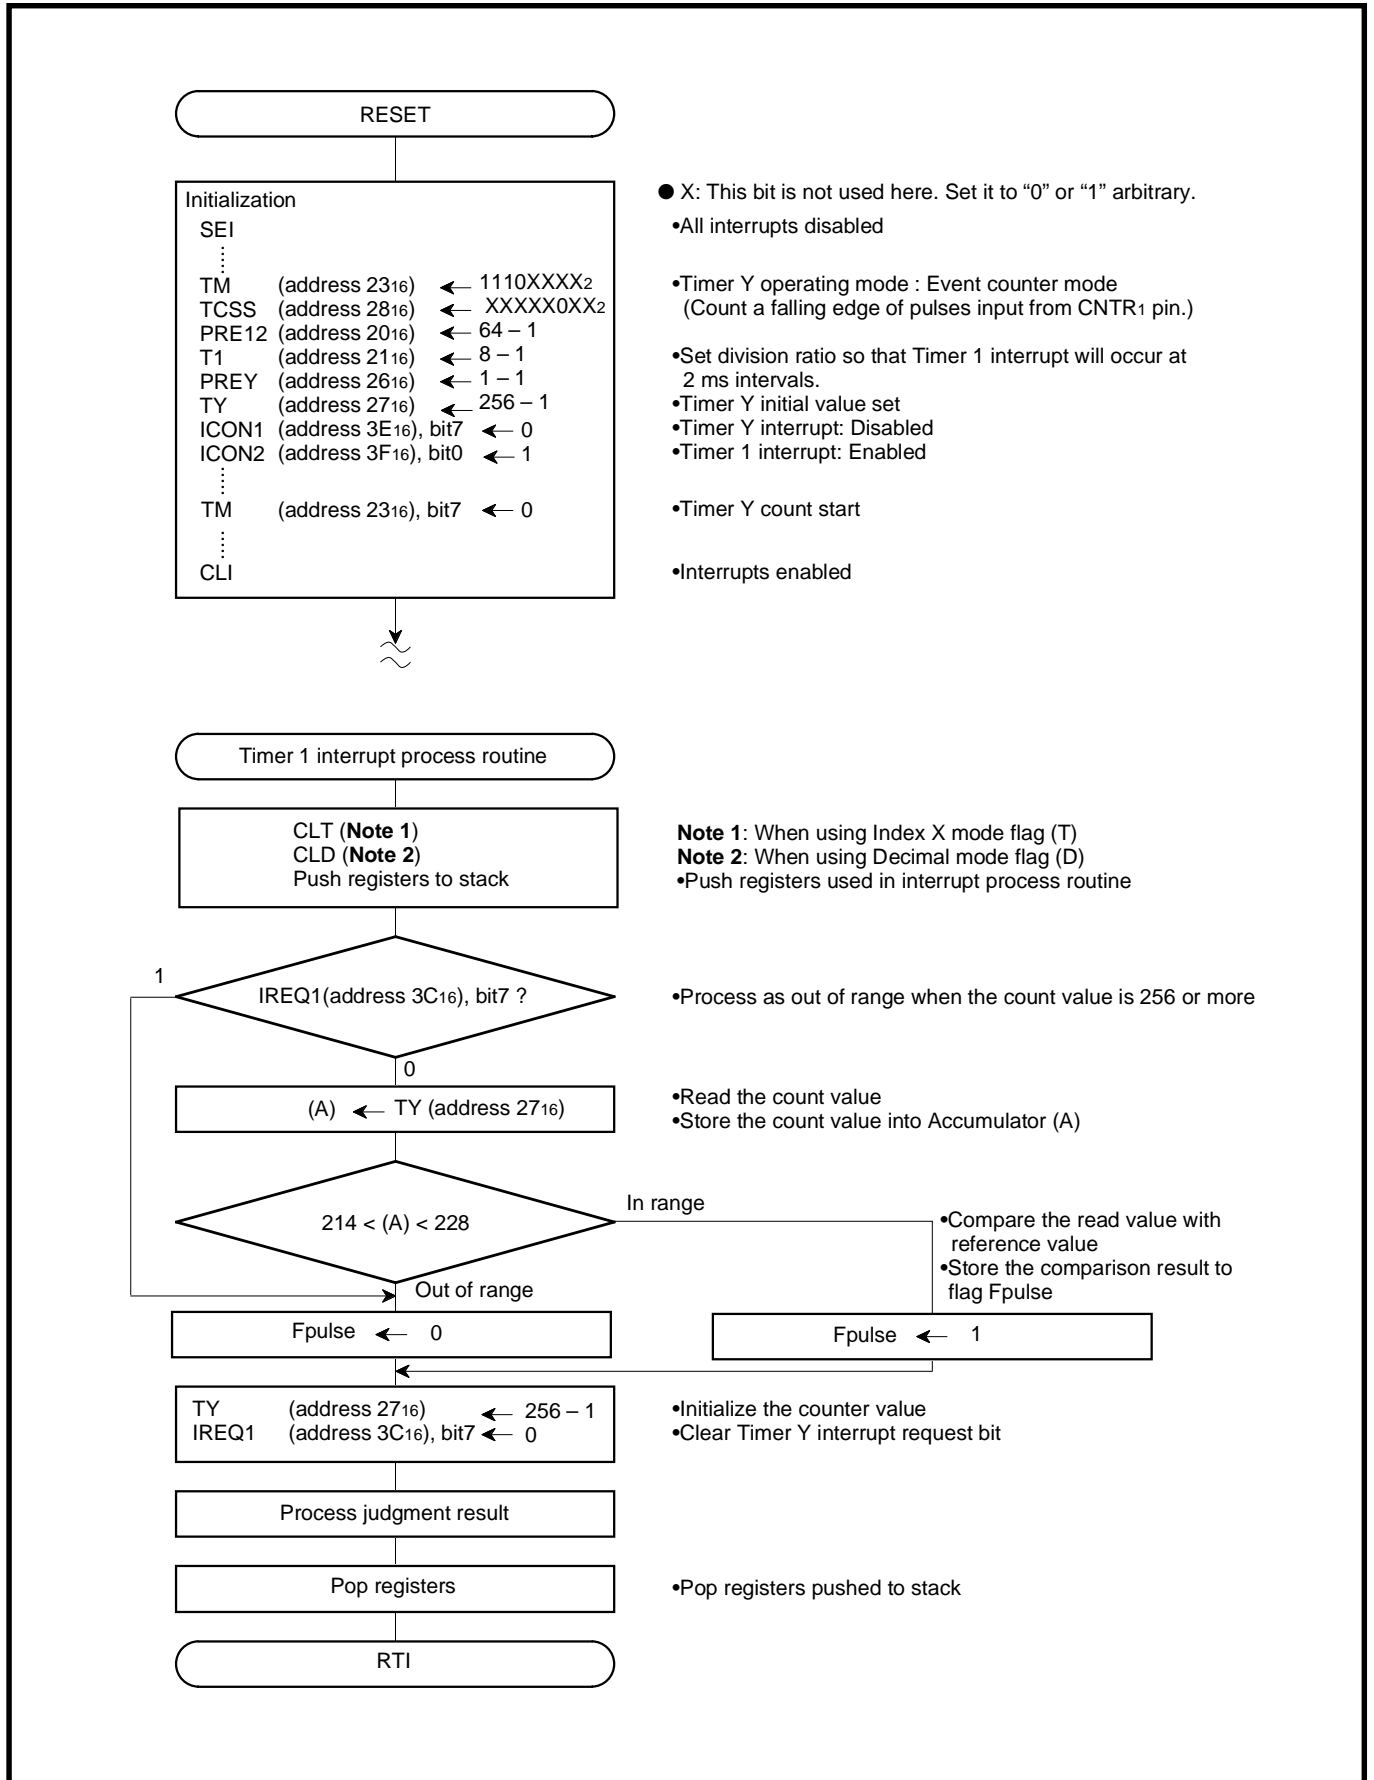 RESET
● X: This bit is not used here. Set it to “0” or “1” arbitrary.
Initialization
SEI •All interrupts disabled
TM (address 2316) ← 1110XXXX2 •Timer Y operating mode : Event counter mode
TCSS (address 2816) ← XXXXX0XX2 (Count a falling edge of pulses input from CNTR1 pin.)
PRE12 (address 2016) ← 64 – 1
T1 (address 2116) ← 8 – 1 •Set division ratio so that Timer 1 interrupt will occur at
PREY (address 2616) ← 1 – 1 2 ms intervals.
TY (address 2716) ← 256 – 1 •Timer Y initial value set
ICON1 (address 3E16), bit7 ← 0 •Timer Y interrupt: Disabled
ICON2 (address 3F16), bit0 ← 1 •Timer 1 interrupt: Enabled
TM (address 2316), bit7 ← 0 •Timer Y count start
CLI •Interrupts enabled
Timer 1 interrupt process routine
CLT (Note 1) Note 1: When using Index X mode flag (T)
CLD (Note 2) Note 2: When using Decimal mode flag (D)
Push registers to stack •Push registers used in interrupt process routine
1
IREQ1(address 3C16), bit7 ? •Process as out of range when the count value is 256 or more
0
(A) ← TY (address 2716) •Read the count value
•Store the count value into Accumulator (A)
In range
214 < (A) < 228 •Compare the read value with
reference value
•Store the comparison result to
Out of range flag Fpulse
Fpulse ← 0 Fpulse ← 1
TY (address 2716) ← 256 – 1 •Initialize the counter value
IREQ1 (address 3C16), bit7 ← 0 •Clear Timer Y interrupt request bit
Process judgment result
Pop registers •Pop registers pushed to stack
RTI